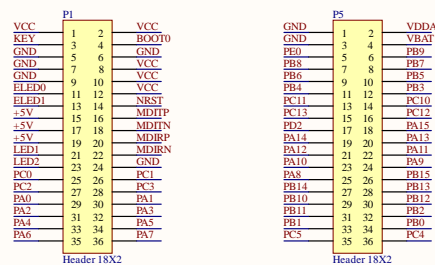 P1
VCC 1 2 VCC
KEY 3 4 BOOT0
GND 5 6 GND
GND 7 8 VCC
GND 9 10 VCC
ELED0 11 12 VCC
ELED1 13 14 NRST
+5V 15 16 MDITP
+5V 17 18 MDITN
+5V 19 20 MDIRP
LED1 21 22 MDIRN
LED2 23 24 GND
PC0 25 26 PC1
PC2 27 28 PC3
PA0 29 30 PA1
PA2 31 32 PA3
PA4 33 34 PA5
PA6 35 36 PA7
Header 18X2
P5
GND 1 2 VDDA
GND 3 4 VBAT
PE0 5 6 PB9
PB8 7 8 PB7
PB6 9 10 PB5
PB4 11 12 PB3
PC11 13 14 PC10
PC13 15 16 PC12
PD2 17 18 PA15
PA14 19 20 PA13
PA12 21 22 PA11
PA10 23 24 PA9
PA8 25 26 PB15
PB14 27 28 PB13
PB10 29 30 PB12
PB11 31 32 PB2
PB1 33 34 PB0
PC5 35 36 PC4
Header 18X2